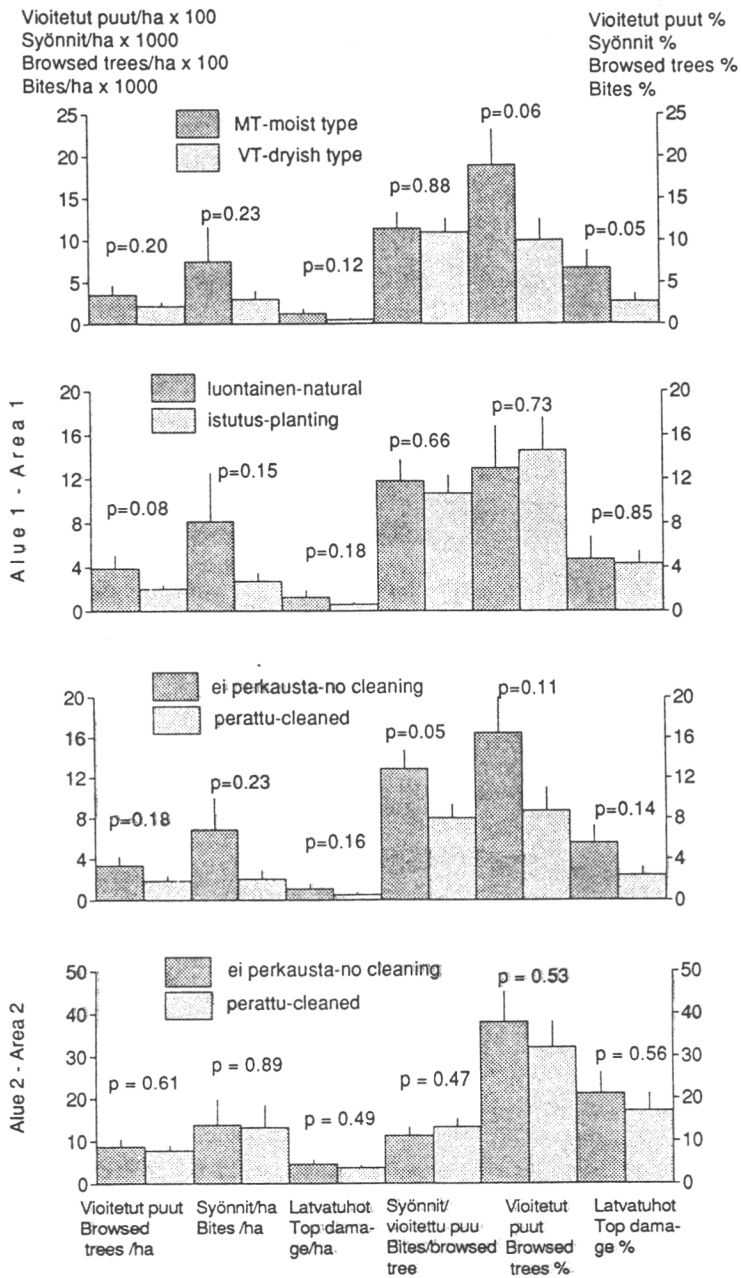 Vioitetut puut/ha x 100
Syönnit/ha x 1000
Browsed trees/ha x 100
Bites/ha x 1000
Vioitetut puut %
Syönnit %
Browsed trees %
Bites %
25
20
15
10
5
0
MT-moist type
VT-dryish type
p=0.20
p=0.23
p=0.12
p=0.88
p=0.06
p=0.05
25
20
15
10
5
0
Alue 1 - Area 1
20
16
12
8
4
0
luontainen-natural
istutus-planting
p=0.08
p=0.15
p=0.18
p=0.66
p=0.73
p=0.85
20
16
12
8
4
0
20
16
12
8
4
0
ei perkausta-no cleaning
perattu-cleaned
p=0.18
p=0.23
p=0.16
p=0.05
p=0.11
p=0.14
20
16
12
8
4
0
Alue 2 - Area 2
50
40
30
20
10
0
ei perkausta-no cleaning
perattu-cleaned
p = 0.61
p = 0.89
p = 0.49
p = 0.47
p = 0.53
p = 0.56
50
40
30
20
10
0
Vioitetut puut
Browsed
trees /ha
Syönnit/ha
Bites /ha
Latvatuhot
Top dama-
ge/ha
Syönnit/
vioitettu puu
Bites/browsed
tree
Vioitetut
puut
Browsed
trees %
Latvatuhot
Top dama-
ge %